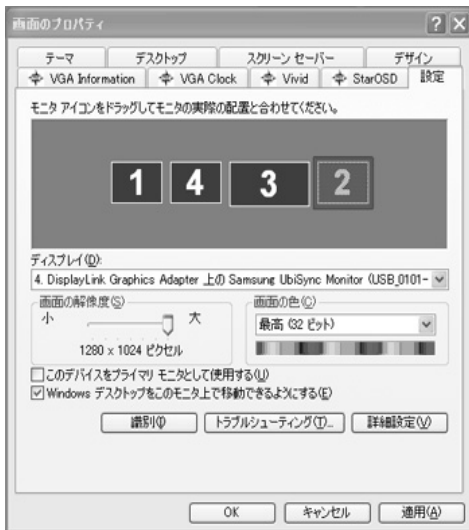 画面のプロパティ
テーマ デスクトップ スクリーン セーバー デザイン
VGA Information VGA Clock Vivid StarOSD 設定
モニタ アイコンをドラッグしてモニタの実際の配置と合わせてください。
1 4 3 2
ディスプレイ(D):
4. DisplayLink Graphics Adapter 上の Samsung UbiSync Monitor (USB_0101-
画面の解像度(S) 画面の色(C)
小 大 最高 (32 ビット)
1280 x 1024 ピクセル
このデバイスをプライマリ モニタとして使用する(U)
Windows デスクトップをこのモニタ上で移動できるようにする(E)
識別(I) トラブルシューティング(T)... 詳細設定(V)
OK キャンセル 適用(A)